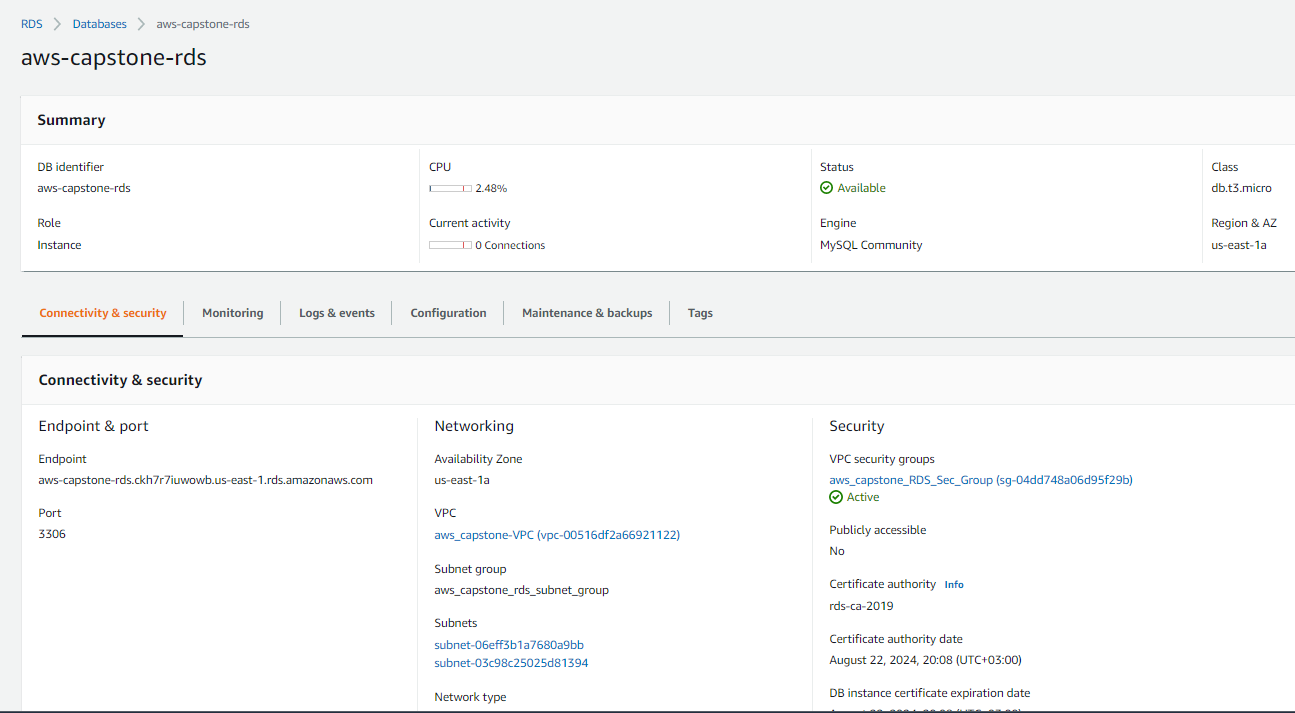 RDS > Databases > aws-capstone-rds
aws-capstone-rds
Summary
DB identifier
aws-capstone-rds
CPU
2.48%
Status
Available
Class
db.t3.micro
Role
Instance
Current activity
0 Connections
Engine
MySQL Community
Region & AZ
us-east-1a
Connectivity & security
Monitoring
Logs & events
Configuration
Maintenance & backups
Tags
Connectivity & security
Endpoint & port
Endpoint
aws-capstone-rds.ckh7r7iuwowb.us-east-1.rds.amazonaws.com
Port
3306
Networking
Availability Zone
us-east-1a
VPC
aws_capstone-VPC (vpc-00516df2a66921122)
Subnet group
aws_capstone_rds_subnet_group
Subnets
subnet-06eff3b1a7680a9bb
subnet-03c98c25025d81394
Network type
Security
VPC security groups
aws_capstone_RDS_Sec_Group (sg-04dd748a06d95f29b)
Active
Publicly accessible
No
Certificate authority Info
rds-ca-2019
Certificate authority date
August 22, 2024, 20:08 (UTC+03:00)
DB instance certificate expiration date